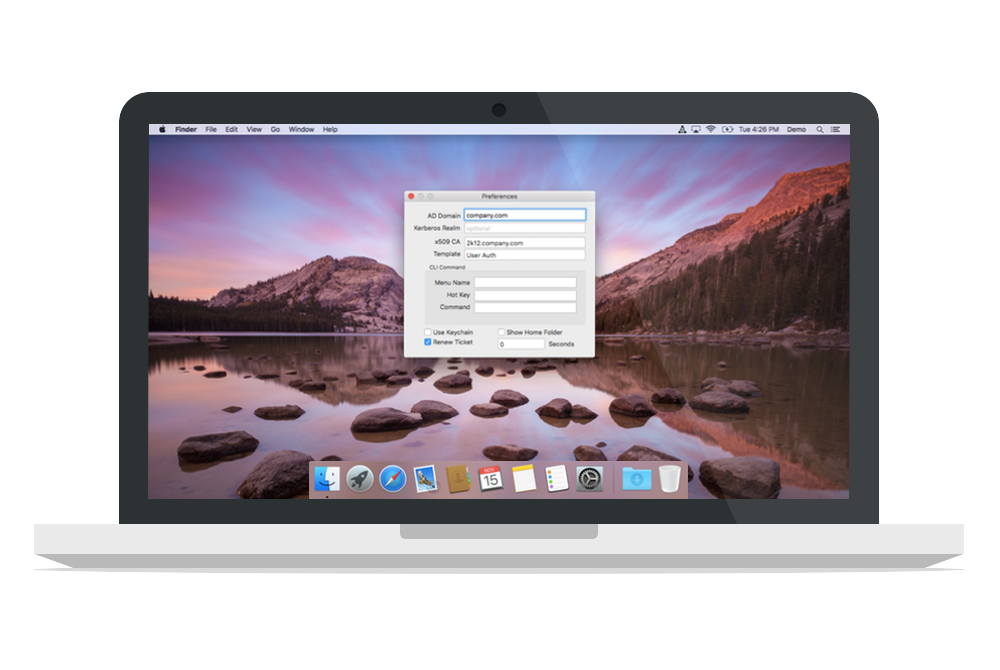 Finder File Edit View Go Window Help Tue 4:26 PM Demo
Preferences
AD Domain company.com
Kerberos Realm optional
x509 CA 2k12.company.com
Template User Auth
CLI Command
Menu Name
Hot Key
Command
Use Keychain Show Home Folder
Renew Ticket 0 Seconds
NOV
15